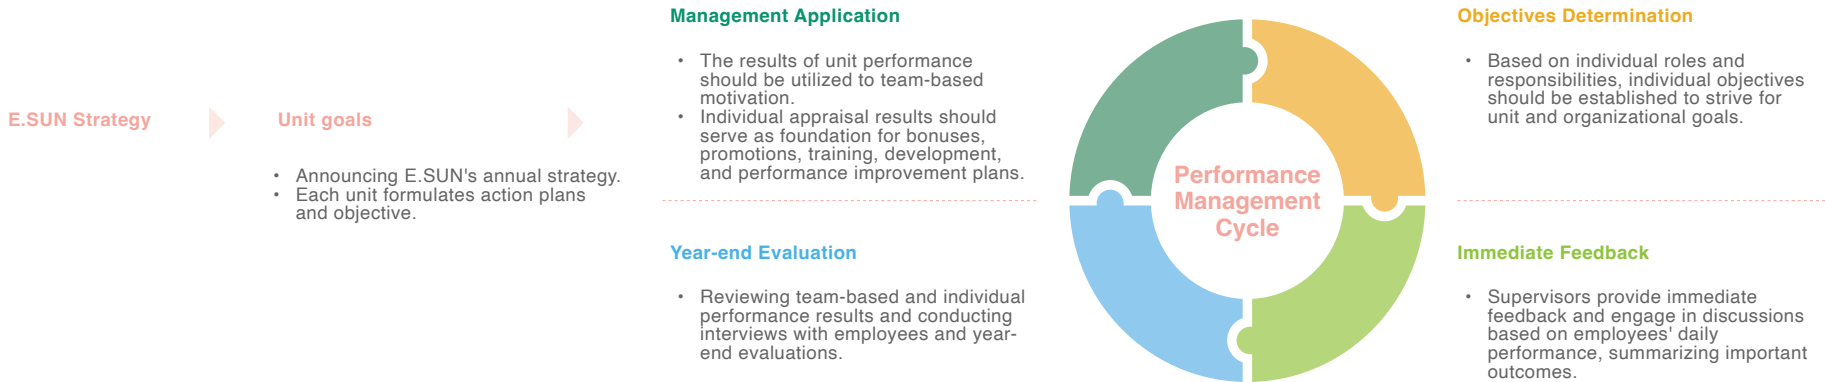 E.SUN Strategy
Unit goals
• Announcing E.SUN's annual strategy.
• Each unit formulates action plans
and objective.
Management Application
• The results of unit performance
should be utilized to team-based
motivation.
• Individual appraisal results should
serve as foundation for bonuses,
promotions, training, development,
and performance improvement plans.
Year-end Evaluation
• Reviewing team-based and individual
performance results and conducting
interviews with employees and year-
end evaluations.
Performance
Management
Cycle
Objectives Determination
• Based on individual roles and
responsibilities, individual objectives
should be established to strive for
unit and organizational goals.
Immediate Feedback
• Supervisors provide immediate
feedback and engage in discussions
based on employees' daily
performance, summarizing important
outcomes.